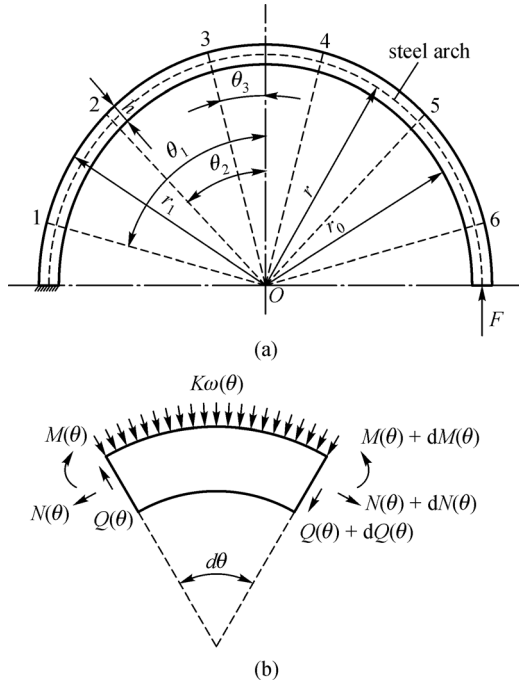 3 4
steel arch
2 h θ₃ 5
θ₁
θ₂
1 r₁ r r₀ 6
O
F
(a)
Kω(θ)
M(θ) M(θ) + dM(θ)
N(θ) N(θ) + dN(θ)
Q(θ) Q(θ) + dQ(θ)
dθ
(b)